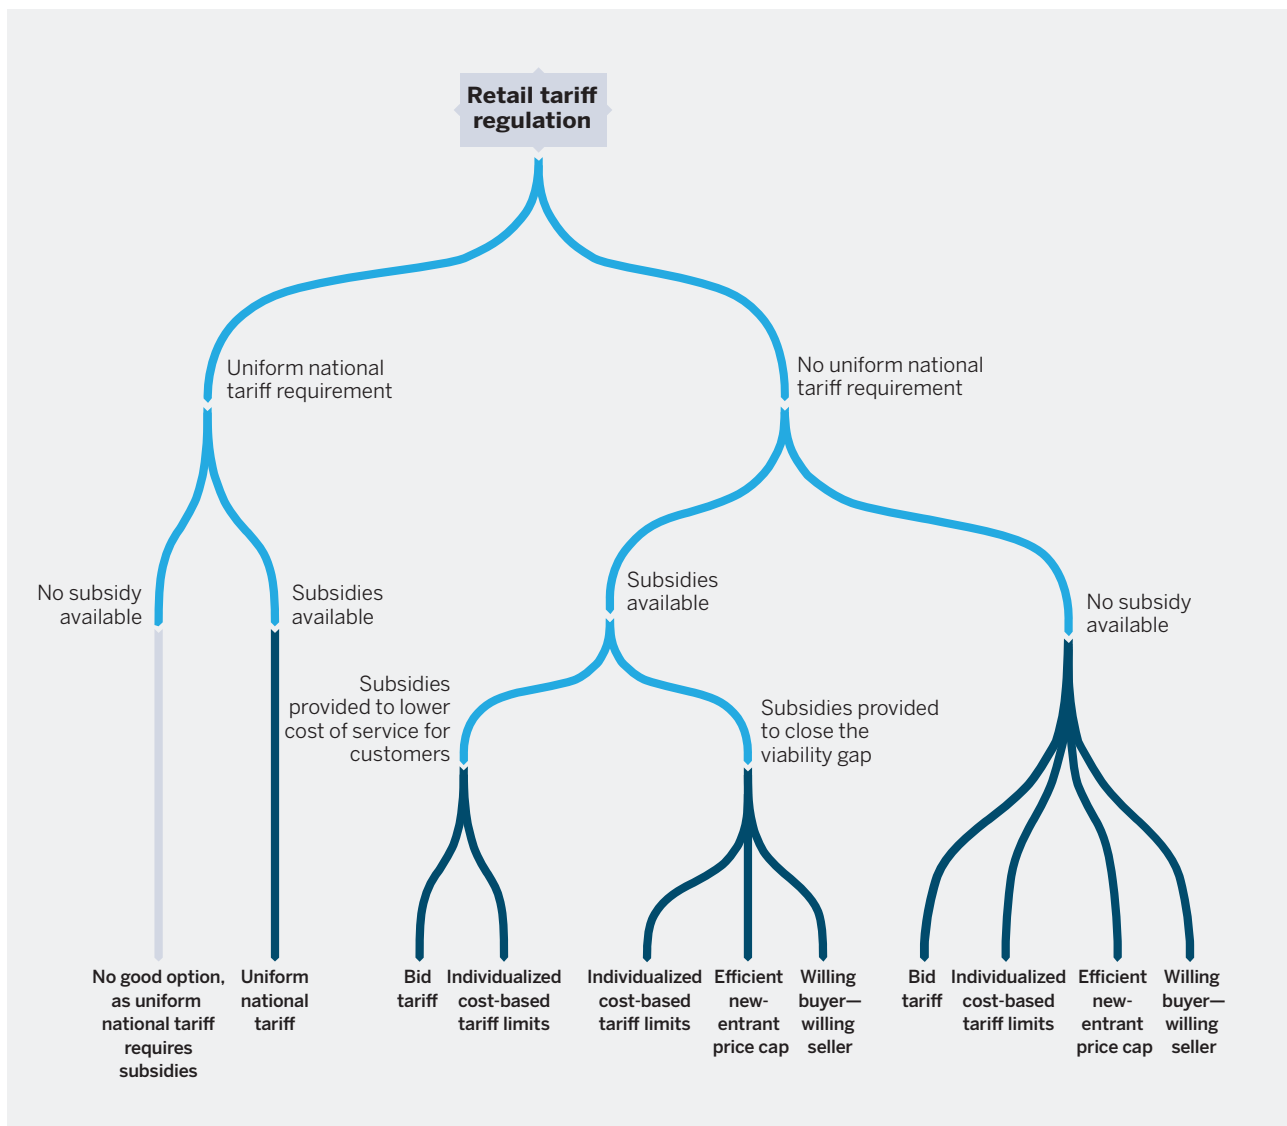 Retail tariff
regulation
Uniform national
tariff requirement
No uniform national
tariff requirement
No subsidy
available
Subsidies
available
Subsidies
available
No subsidy
available
Subsidies
provided to lower
cost of service for
customers
Subsidies provided
to close the
viability gap
No good option,
as uniform
national tariff
requires
subsidies
Uniform
national
tariff
Bid
tariff
Individualized
cost-based
tariff limits
Individualized
cost-based
tariff limits
Efficient
new-
entrant
price cap
Willing
buyer—
willing
seller
Bid
tariff
Individualized
cost-based
tariff limits
Efficient
new-
entrant
price cap
Willing
buyer—
willing
seller